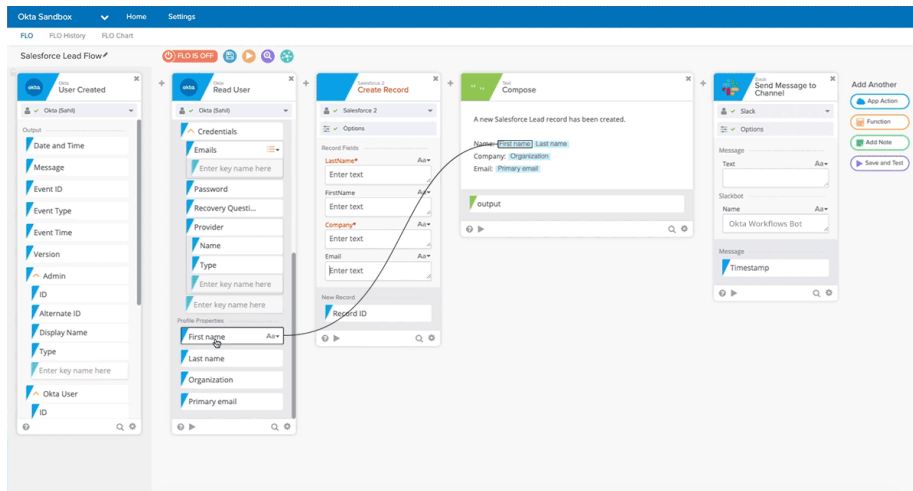 Okta Sandbox
Home
Settings
FLO
FLO History
FLO Chart
Salesforce Lead Flow
FLO IS OFF
Okta
User Created
Okta (Sahil)
Output
Date and Time
Message
Event ID
Event Type
Event Time
Version
Admin
ID
Alternate ID
Display Name
Type
Enter key name here
Okta User
ID
okta
Okta
Read User
Okta (Sahil)
Credentials
Emails
Enter key name here
Password
Recovery Questi...
Provider
Name
Type
Enter key name here
Enter key name here
Profile Properties
First name
Aa
Last name
Organization
Primary email
Salesforce 2
Create Record
Salesforce 2
Options
Record Fields
LastName*
Aa
Enter text
FirstName
Aa
Enter text
Company*
Aa
Enter text
Email
Aa
Enter text
New Record
Record ID
Text
Compose
A new Salesforce Lead record has been created.
Name: First name Last name
Company: Organization
Email: Primary email
output
Slack
Send Message to
Channel
Slack
Options
Message
Text
Aa
Slackbot
Name
Aa
Okta Workflows Bot
Message
Timestamp
Add Another
App Action
Function
Add Note
Save and Test